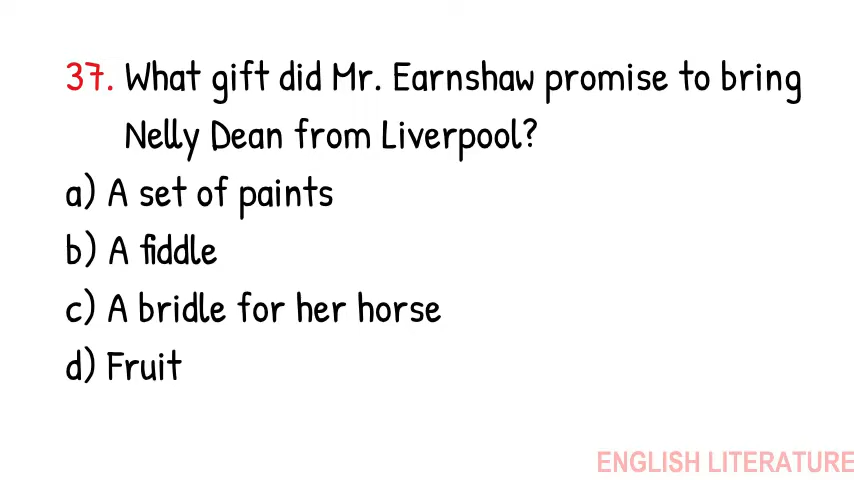 37. What gift did Mr. Earnshaw promise to bring
Nelly Dean from Liverpool?
a) A set of paints
b) A fiddle
c) A bridle for her horse
d) Fruit
ENGLISH LITERATURE